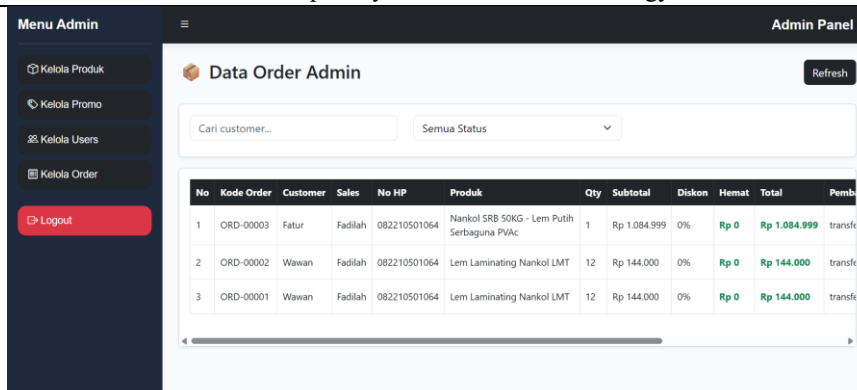 Menu Admin
Admin Panel
Kelola Produk
Kelola Promo
Kelola Users
Kelola Order
Logout
Data Order Admin
Refresh
Cari customer...
Semua Status
No Kode Order Customer Sales No HP Produk Qty Subtotal Diskon Hemat Total Pemba
1 ORD-00003 Fatur Fadilah 082210501064 Nankol SRB 50KG - Lem Putih Serbaguna PVAc 1 Rp 1.084.999 0% Rp 0 Rp 1.084.999 transfe
2 ORD-00002 Wawan Fadilah 082210501064 Lem Laminating Nankol LMT 12 Rp 144.000 0% Rp 0 Rp 144.000 transfe
3 ORD-00001 Wawan Fadilah 082210501064 Lem Laminating Nankol LMT 12 Rp 144.000 0% Rp 0 Rp 144.000 transfe